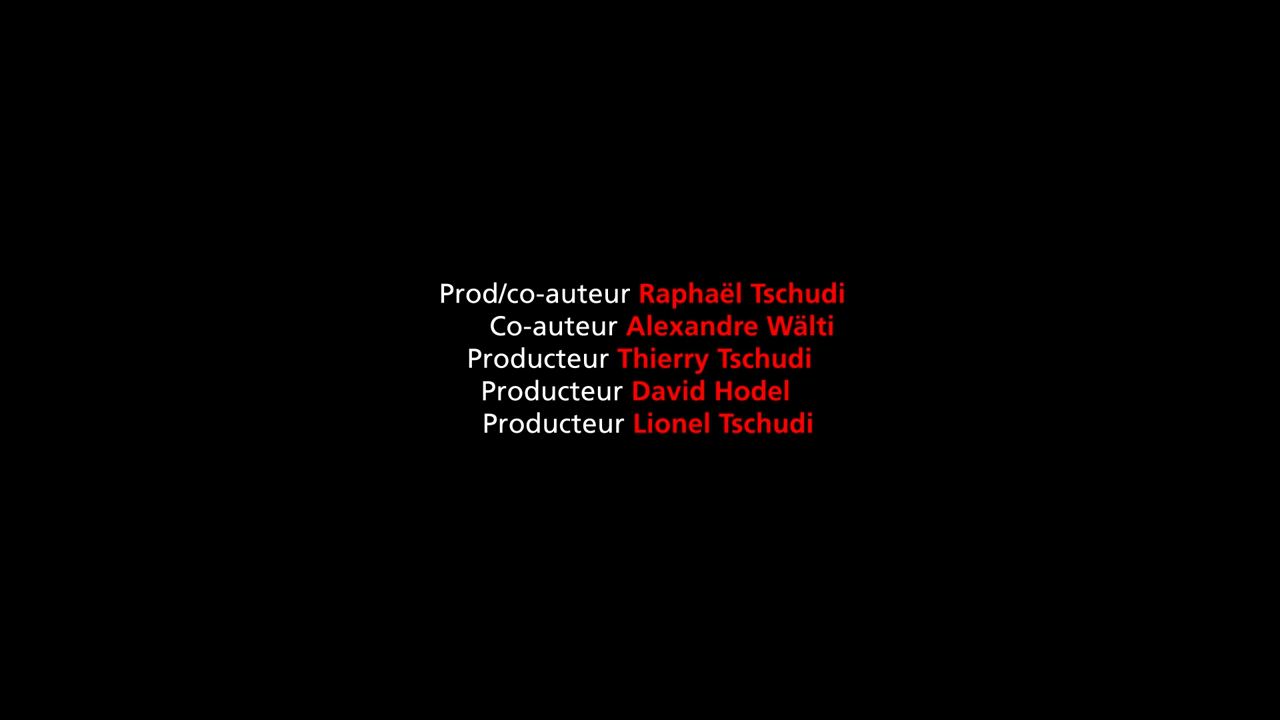 Prod/co-auteur Raphaël Tschudi
Co-auteur Alexandre Wälti
Producteur Thierry Tschudi
Producteur David Hodel
Producteur Lionel Tschudi